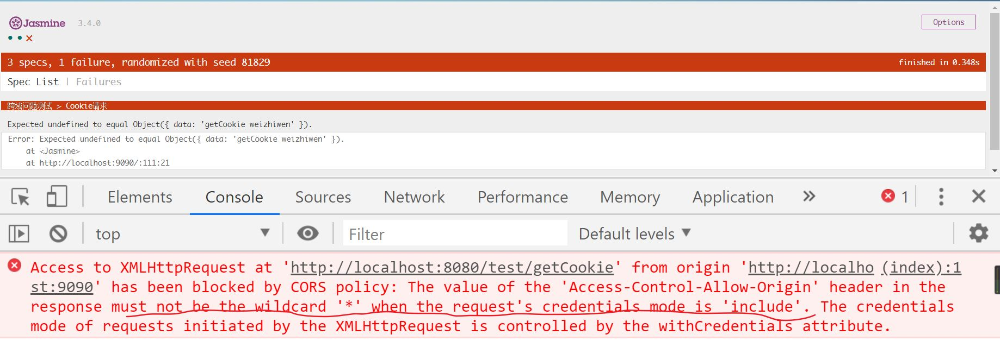 Jasmine 3.4.0
Options
• • ×
3 specs, 1 failure, randomized with seed 81829
finished in 0.348s
Spec List | Failures
跨域问题测试 > Cookie请求
Expected undefined to equal Object({ data: 'getCookie weizhiwen' }).
Error: Expected undefined to equal Object({ data: 'getCookie weizhiwen' }).
at <Jasmine>
at http://localhost:9090/:111:21
Elements Console Sources Network Performance Memory Application » 1
top Filter Default levels
Access to XMLHttpRequest at 'http://localhost:8080/test/getCookie' from origin 'http://localho (index):1
st:9090' has been blocked by CORS policy: The value of the 'Access-Control-Allow-Origin' header in the
response must not be the wildcard '*' when the request's credentials mode is 'include'. The credentials
mode of requests initiated by the XMLHttpRequest is controlled by the withCredentials attribute.